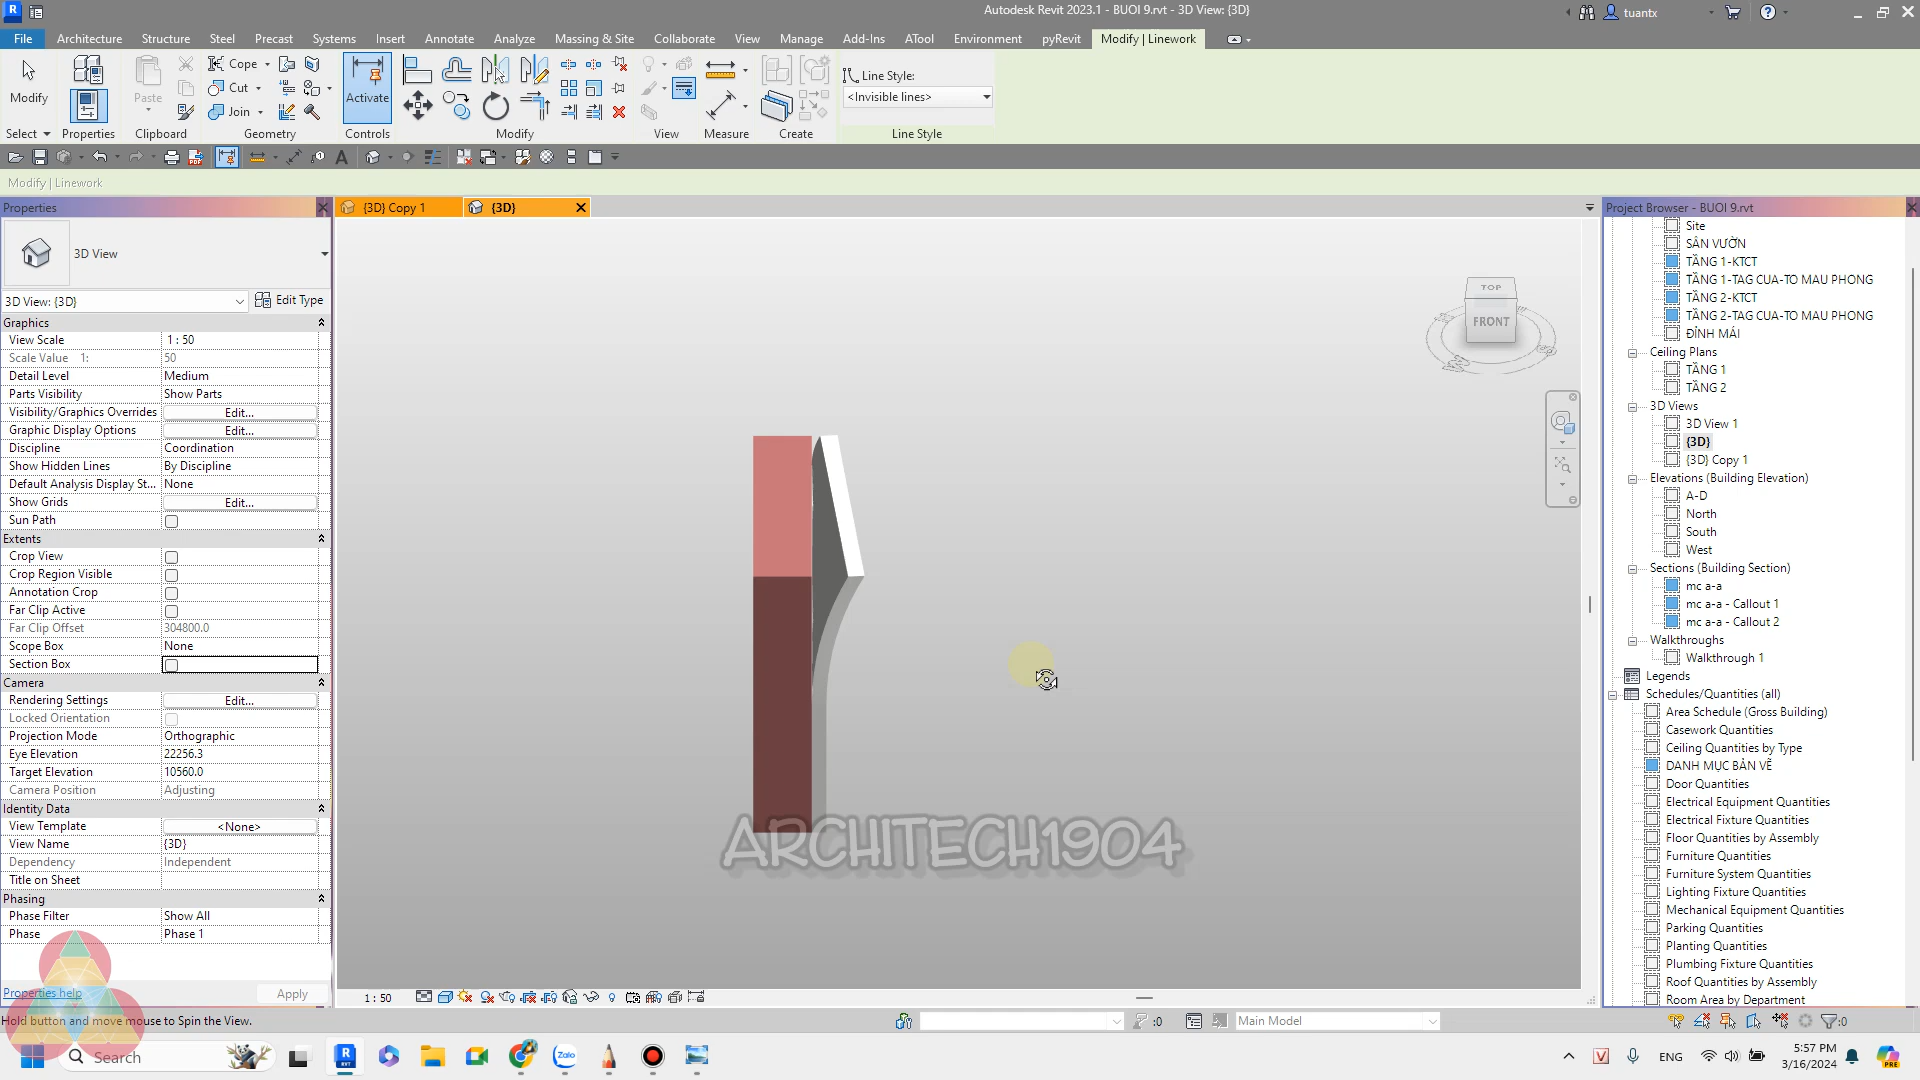 Autodesk Revit 2023.1 - BUOI 9.rvt - 3D View: {3D}
tuantx
File Architecture Structure Steel Precast Systems Insert Annotate Analyze Massing & Site Collaborate View Manage Add-Ins ATool Environment pyRevit Modify | Linework
Modify
Select
Properties
Paste
Clipboard
Cope
Cut
Join
Geometry
Activate
Controls
Modify
View
Measure
Create
Line Style:
<Invisible lines>
Line Style
Modify | Linework
Properties
3D View
3D View: {3D}
Edit Type
Graphics
View Scale 1 : 50
Scale Value 1: 50
Detail Level Medium
Parts Visibility Show Parts
Visibility/Graphics Overrides Edit...
Graphic Display Options Edit...
Discipline Coordination
Show Hidden Lines By Discipline
Default Analysis Display St... None
Show Grids Edit...
Sun Path
Extents
Crop View
Crop Region Visible
Annotation Crop
Far Clip Active
Far Clip Offset 304800.0
Scope Box None
Section Box
Camera
Rendering Settings Edit...
Locked Orientation
Projection Mode Orthographic
Eye Elevation 22256.3
Target Elevation 10560.0
Camera Position Adjusting
Identity Data
View Template <None>
View Name {3D}
Dependency Independent
Title on Sheet
Phasing
Phase Filter Show All
Phase Phase 1
Properties help
Apply
{3D} Copy 1
{3D}
TOP
FRONT
ARCHITECH1904
1 : 50
Project Browser - BUOI 9.rvt
Site
SÂN VƯỜN
TẦNG 1-KTCT
TẦNG 1-TAG CUA-TO MAU PHONG
TẦNG 2-KTCT
TẦNG 2-TAG CUA-TO MAU PHONG
ĐỈNH MÁI
Ceiling Plans
TẦNG 1
TẦNG 2
3D Views
3D View 1
{3D}
{3D} Copy 1
Elevations (Building Elevation)
A-D
North
South
West
Sections (Building Section)
mc a-a
mc a-a - Callout 1
mc a-a - Callout 2
Walkthroughs
Walkthrough 1
Legends
Schedules/Quantities (all)
Area Schedule (Gross Building)
Casework Quantities
Ceiling Quantities by Type
DANH MỤC BẢN VẼ
Door Quantities
Electrical Equipment Quantities
Electrical Fixture Quantities
Floor Quantities by Assembly
Furniture Quantities
Furniture System Quantities
Lighting Fixture Quantities
Mechanical Equipment Quantities
Parking Quantities
Planting Quantities
Plumbing Fixture Quantities
Roof Quantities by Assembly
Room Area by Department
Hold button and move mouse to Spin the View.
:0
Main Model
:0
Search
Zalo
ENG
5:57 PM
3/16/2024
PRE